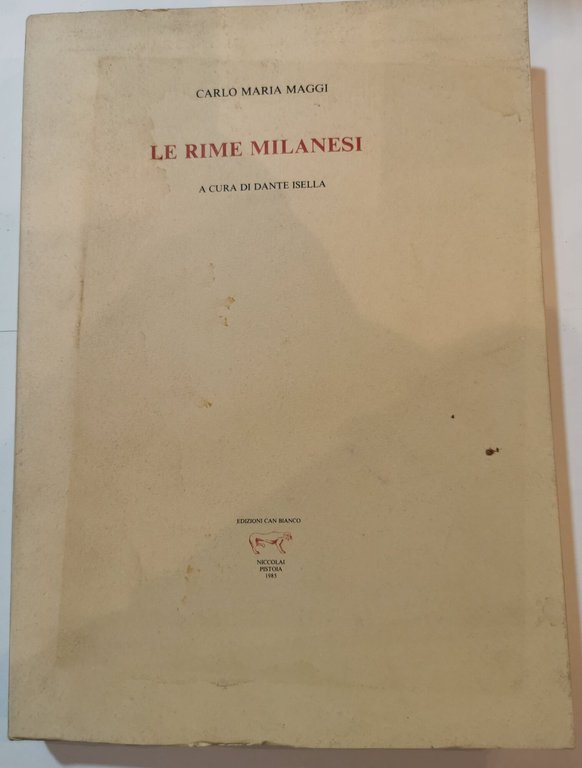 CARLO MARIA MAGGI
LE RIME MILANESI
A CURA DI DANTE ISELLA
EDIZIONI CAN BIANCO
NICCOLAI
PISTOIA
1985